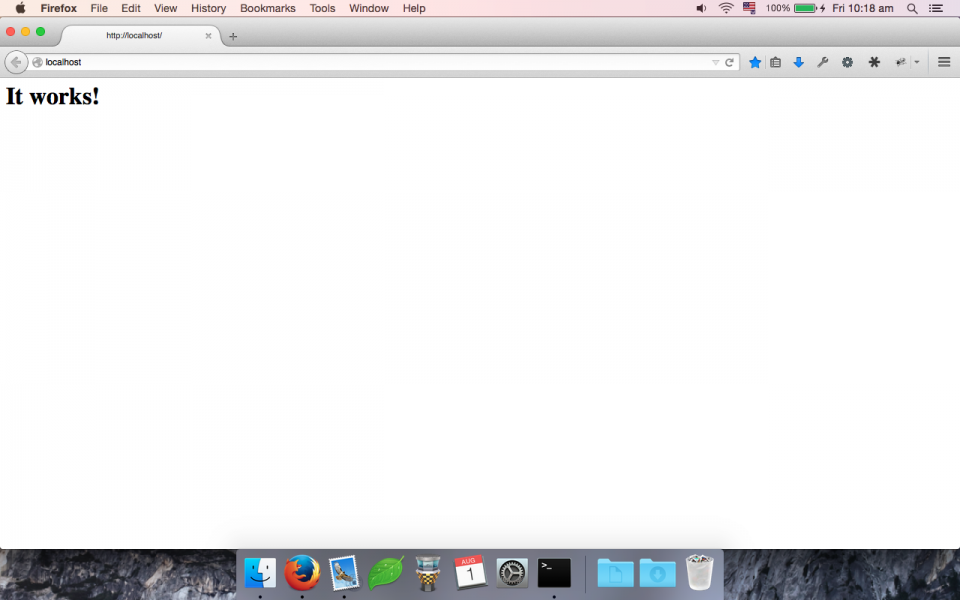 Firefox File Edit View History Bookmarks Tools Window Help 100% Fri 10:18 am
http://localhost/
localhost
It works!
AUG
1
>_